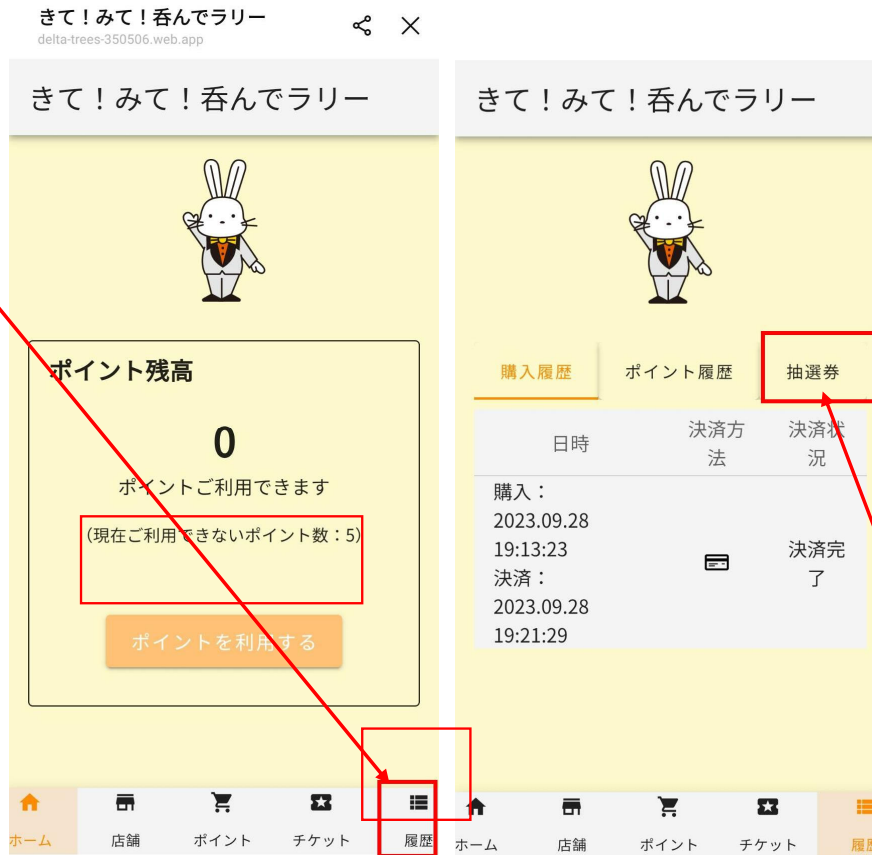 きて！みて！呑んでラリー
delta-trees-350506.web.app
きて！みて！呑んでラリー
ポイント残高
0
ポイントご利用できます
(現在ご利用できないポイント数：5)
ポイントを利用する
ホーム
店舗
ポイント
チケット
履歴
きて！みて！呑んでラリー
購入履歴
ポイント履歴
抽選券
日時
決済方
法
決済状
況
購入：
2023.09.28
19:13:23
決済：
2023.09.28
19:21:29
決済完
了
ホーム
店舗
ポイント
チケット
履歴